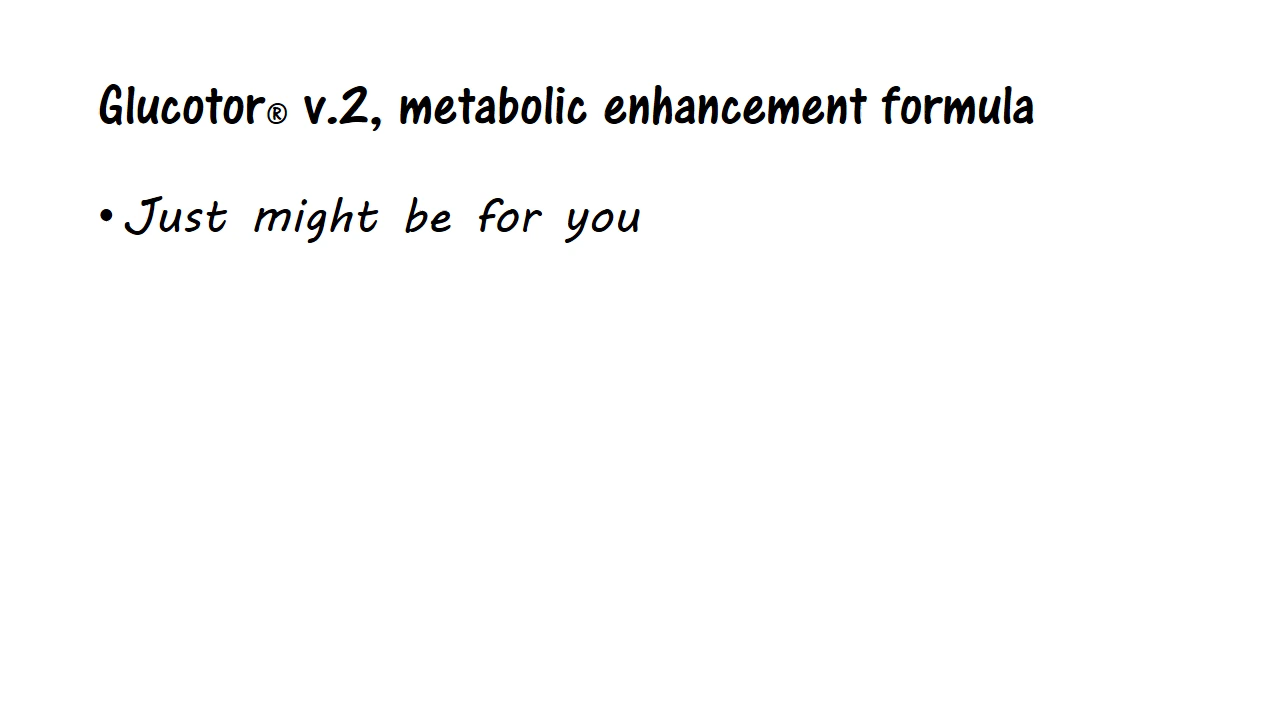 Glucotor® v.2, metabolic enhancement formula
• Just might be for you